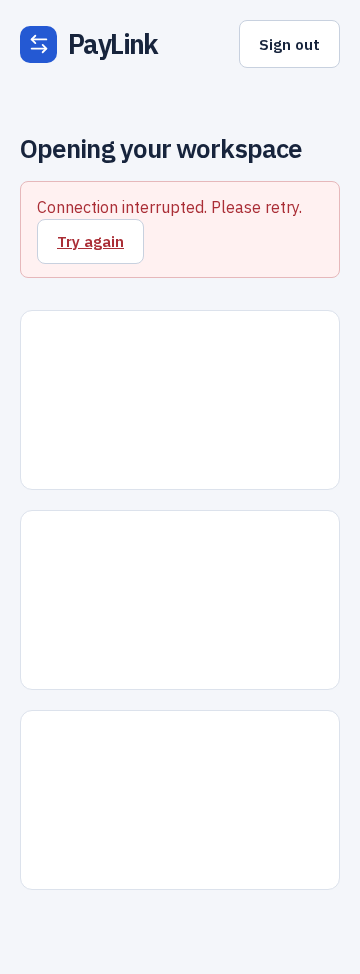 PayLink
Sign out
Opening your workspace
Connection interrupted. Please retry.
Try again